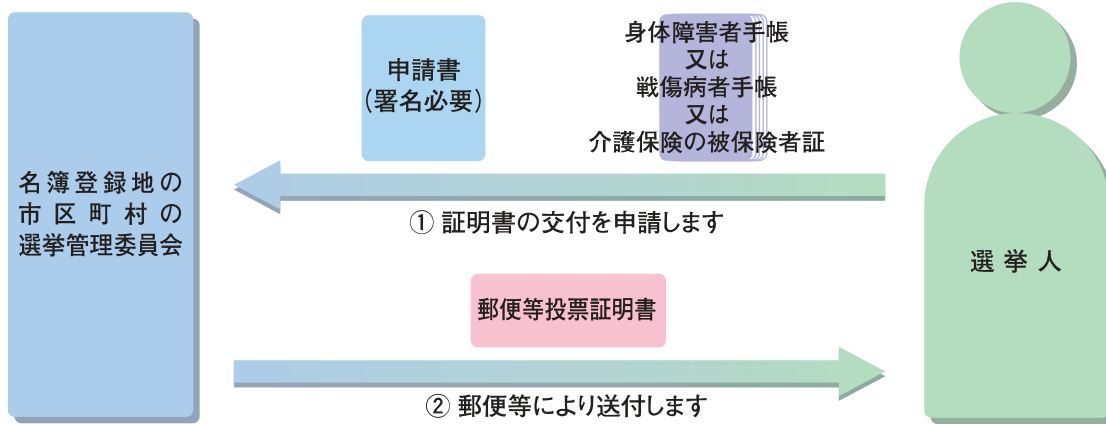 名簿登録地の
市区町村の
選挙管理委員会
申請書
（署名必要）
身体障害者手帳
又は
戦傷病者手帳
又は
介護保険の被保険者証
① 証明書の交付を申請します
郵便等投票証明書
② 郵便等により送付します
選挙人